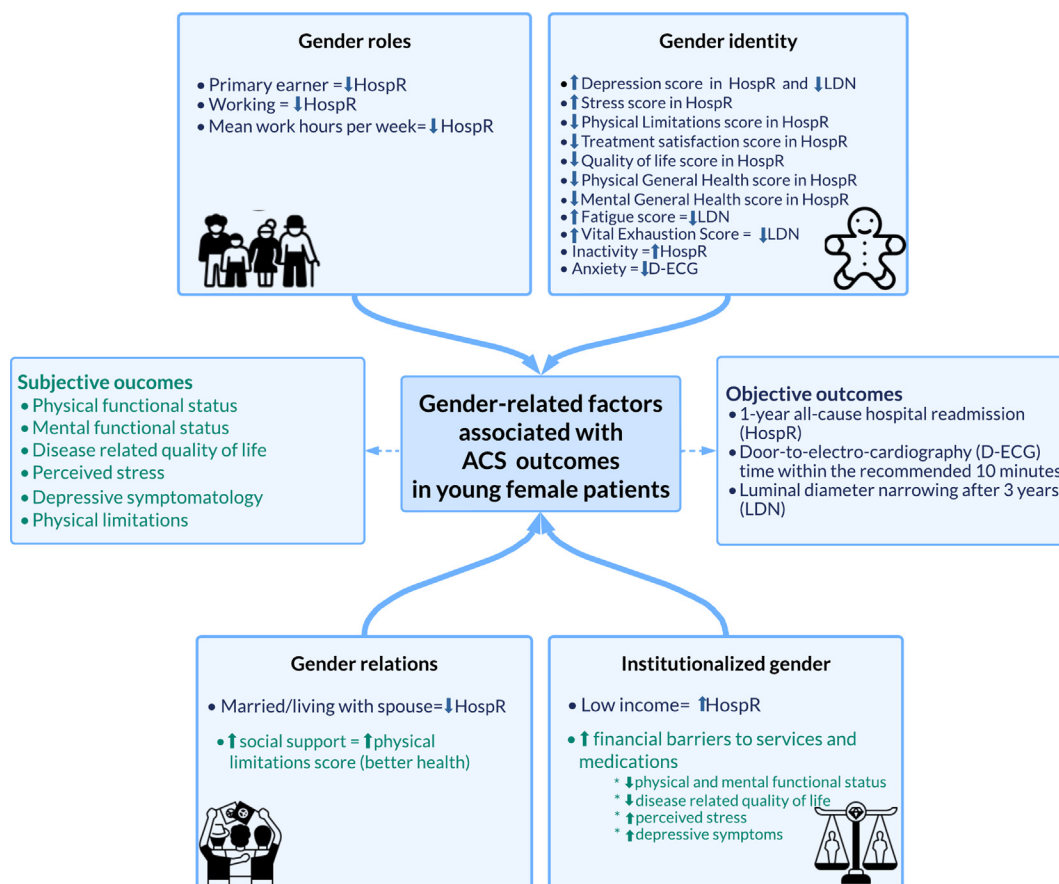 Gender roles
• Primary earner =⬇HospR
• Working = ⬇HospR
• Mean work hours per week=⬇HospR
Gender identity
• ⬆Depression score in HospR and ⬇LDN
• ⬆Stress score in HospR
• ⬇Physical Limitations score in HospR
• ⬇Treatment satisfaction score in HospR
• ⬇Quality of life score in HospR
• ⬇Physical General Health score in HospR
• ⬇Mental General Health score in HospR
• ⬆Fatigue score =⬇LDN
• ⬆Vital Exhaustion Score = ⬇LDN
• Inactivity =⬆HospR
• Anxiety =⬇D-ECG
Subjective oucomes
• Physical functional status
• Mental functional status
• Disease related quality of life
• Perceived stress
• Depressive symptomatology
• Physical limitations
Gender-related factors
associated with
ACS outcomes
in young female patients
Objective outcomes
• 1-year all-cause hospital readmission
(HospR)
• Door-to-electro-cardiography (D-ECG)
time within the recommended 10 minutes
• Luminal diameter narrowing after 3 years
(LDN)
Gender relations
• Married/living with spouse=⬇HospR
• ⬆social support = ⬆physical
limitations score (better health)
Institutionalized gender
• Low income= ⬆HospR
• ⬆ financial barriers to services and
medications
* ⬇physical and mental functional status
* ⬇disease related quality of life
* ⬆perceived stress
* ⬆depressive symptoms